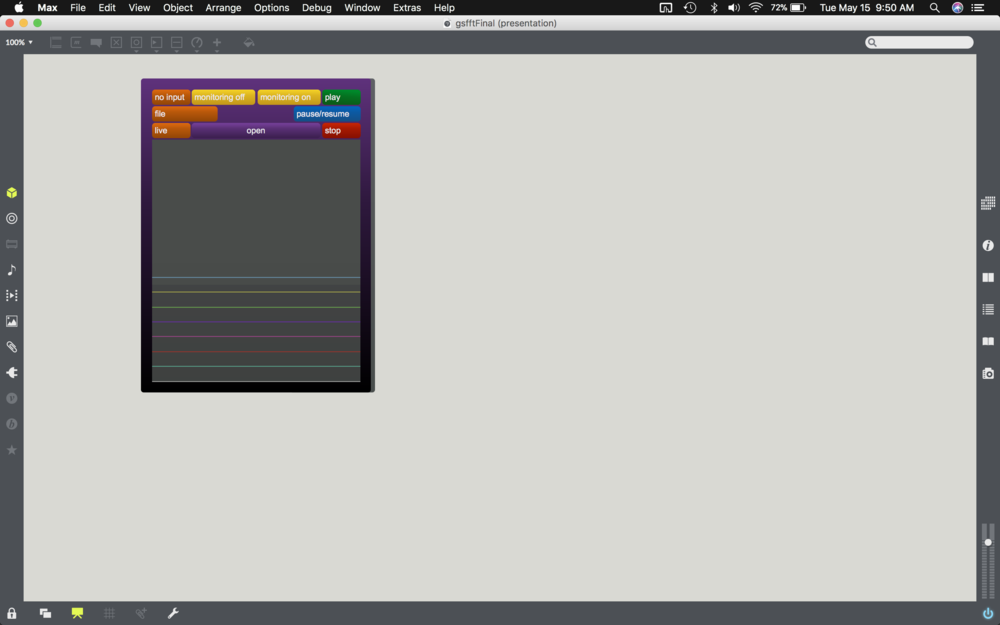 Max File Edit View Object Arrange Options Debug Window Extras Help 72% Tue May 15 9:50 AM
gsfftFinal (presentation)
100%
no input monitoring off monitoring on play
file pause/resume
live open stop